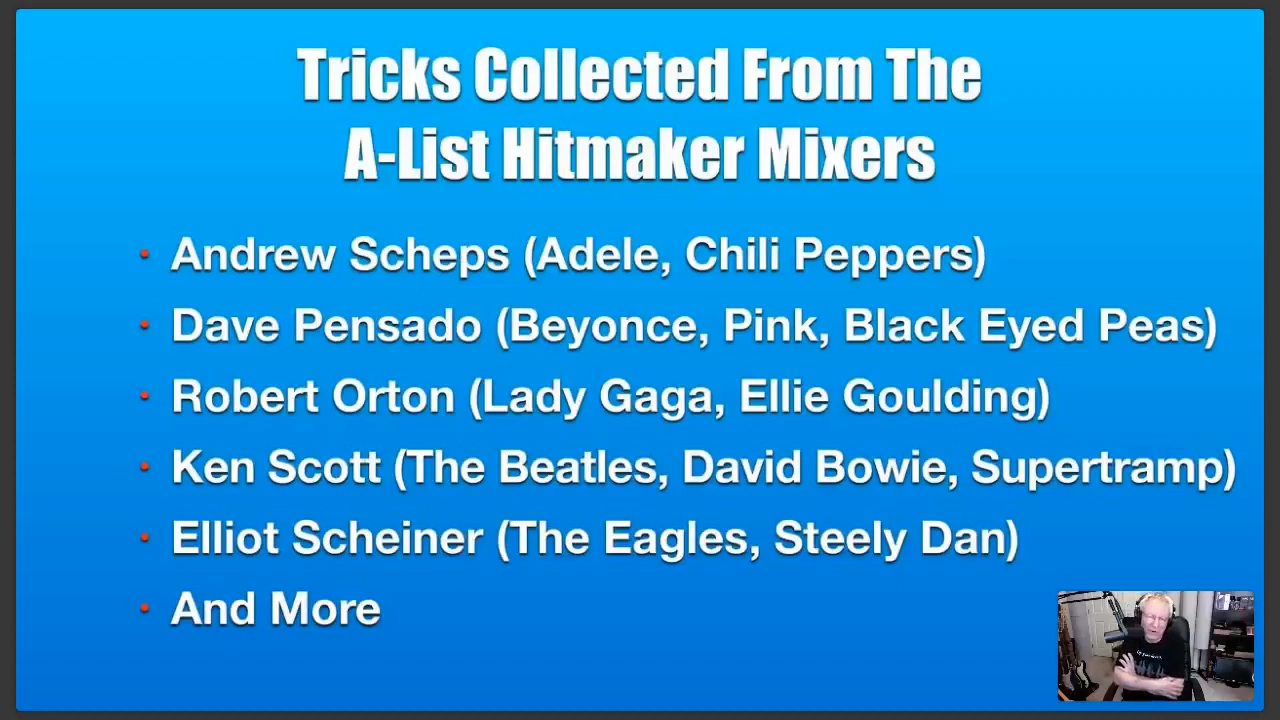 Tricks Collected From The
A-List Hitmaker Mixers
• Andrew Scheps (Adele, Chili Peppers)
• Dave Pensado (Beyonce, Pink, Black Eyed Peas)
• Robert Orton (Lady Gaga, Ellie Goulding)
• Ken Scott (The Beatles, David Bowie, Supertramp)
• Elliot Scheiner (The Eagles, Steely Dan)
• And More